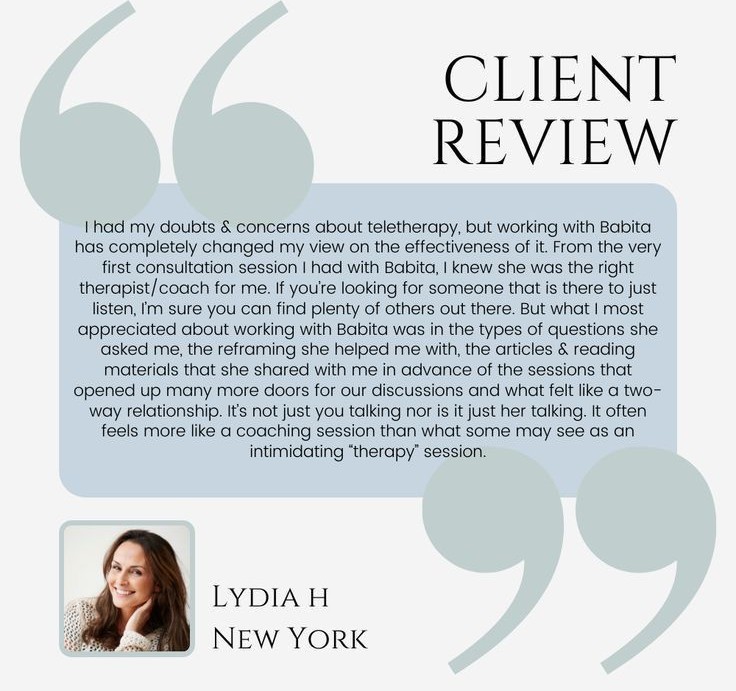 CLIENT
REVIEW
I had my doubts & concerns about teletherapy, but working with Babita
has completely changed my view on the effectiveness of it. From the very
first consultation session I had with Babita, I knew she was the right
therapist/coach for me. If you're looking for someone that is there to just
listen, I'm sure you can find plenty of others out there. But what I most
appreciated about working with Babita was in the types of questions she
asked me, the reframing she helped me with, the articles & reading
materials that she shared with me in advance of the sessions that
opened up many more doors for our discussions and what felt like a two-
way relationship. It's not just you talking nor is it just her talking. It often
feels more like a coaching session than what some may see as an
intimidating "therapy" session.
LYDIA H
NEW YORK